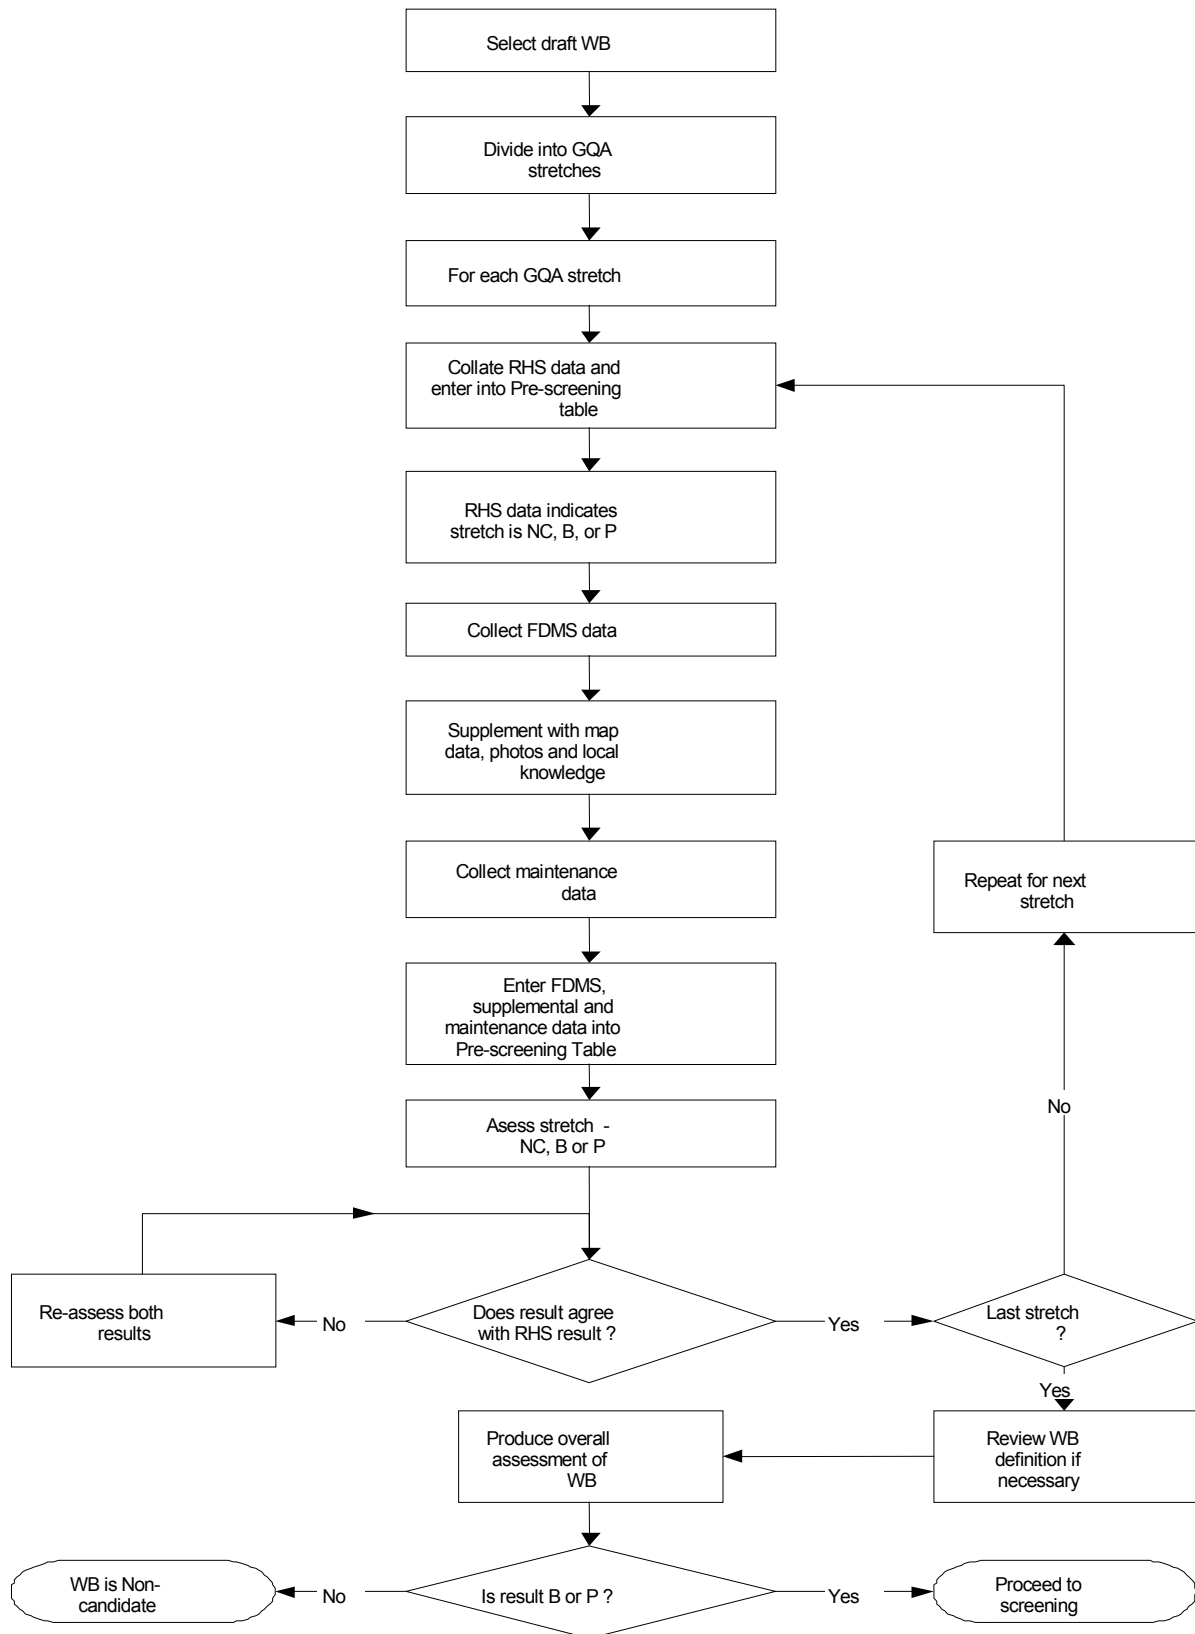 Select draft WB
Divide into GQA
stretches
For each GQA stretch
Collate RHS data and
enter into Pre-screening
table
RHS data indicates
stretch is NC, B, or P
Collect FDMS data
Supplement with map
data, photos and local
knowledge
Collect maintenance
data
Repeat for next
stretch
Enter FDMS,
supplemental and
maintenance data into
Pre-screening Table
Asess stretch -
NC, B or P
No
Re-assess both
results
No
Does result agree
with RHS result ?
Yes
Last stretch
?
Yes
Produce overall
assessment of
WB
Review WB
definition if
necessary
WB is Non-
candidate
No
Is result B or P ?
Yes
Proceed to
screening